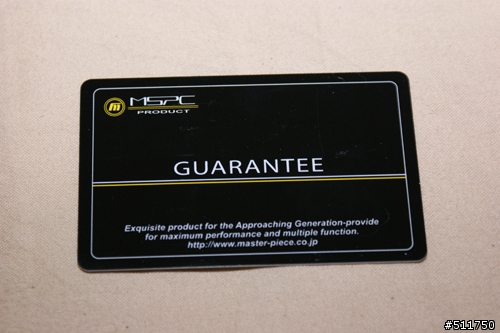 MSPC
PRODUCT
GUARANTEE
Exquisite product for the Approaching Generation-provide
for maximum performance and multiple function.
http://www.master-piece.co.jp
#511750